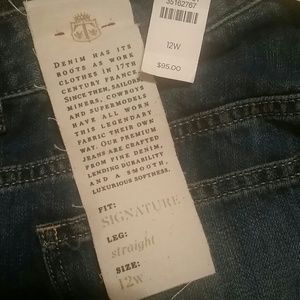 35162767
12W
$95.00
T
DENIM HAS ITS
ROOTS AS WORK
CLOTHES IN 17TH
CENTURY FRANCE.
SINCE THEN, SAILORS,
MINERS, COWBOYS
AND SUPERMODELS
HAVE ALL WORN
THIS LEGENDARY
FABRIC THEIR OWN
WAY. OUR PREMIUM
JEANS ARE CRAFTED
FROM FINE DENIM,
LENDING DURABILITY
AND A SMOOTH,
LUXURIOUS SOFTNESS.
FIT:
SIGNATURE
LEG:
straight
SIZE:
12w